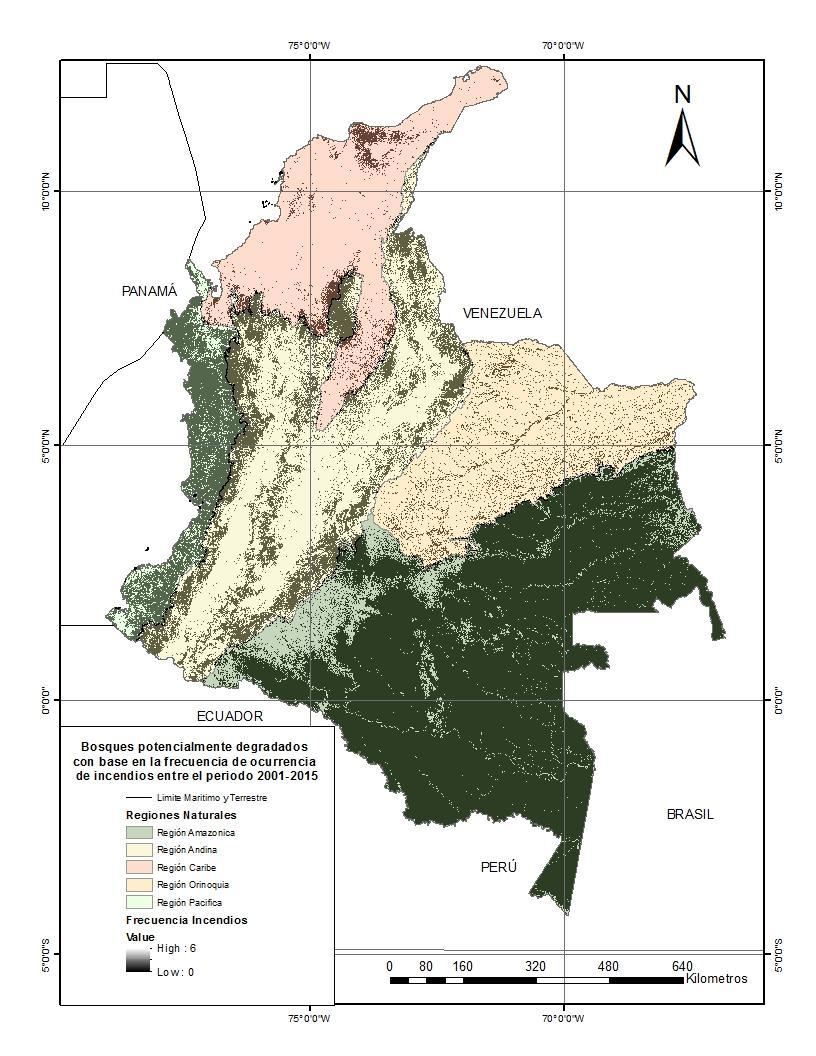 75°0'0"W 70°0'0"W
N
10°0'0"N 10°0'0"N
PANAMÁ
VENEZUELA
5°0'0"N 5°0'0"N
0°0'0" 0°0'0"
ECUADOR
Bosques potencialmente degradados
con base en la frecuencia de ocurrencia
de incendios entre el periodo 2001-2015
Limite Maritimo y Terrestre
Regiones Naturales
Región Amazonica
Región Andina
Región Caribe
Región Orinoquia
Región Pacifica
Frecuencia Incendios
Value
High : 6
Low : 0
BRASIL
PERÚ
5°0'0"S 5°0'0"S
0 80 160 320 480 640
Kilometros
75°0'0"W 70°0'0"W